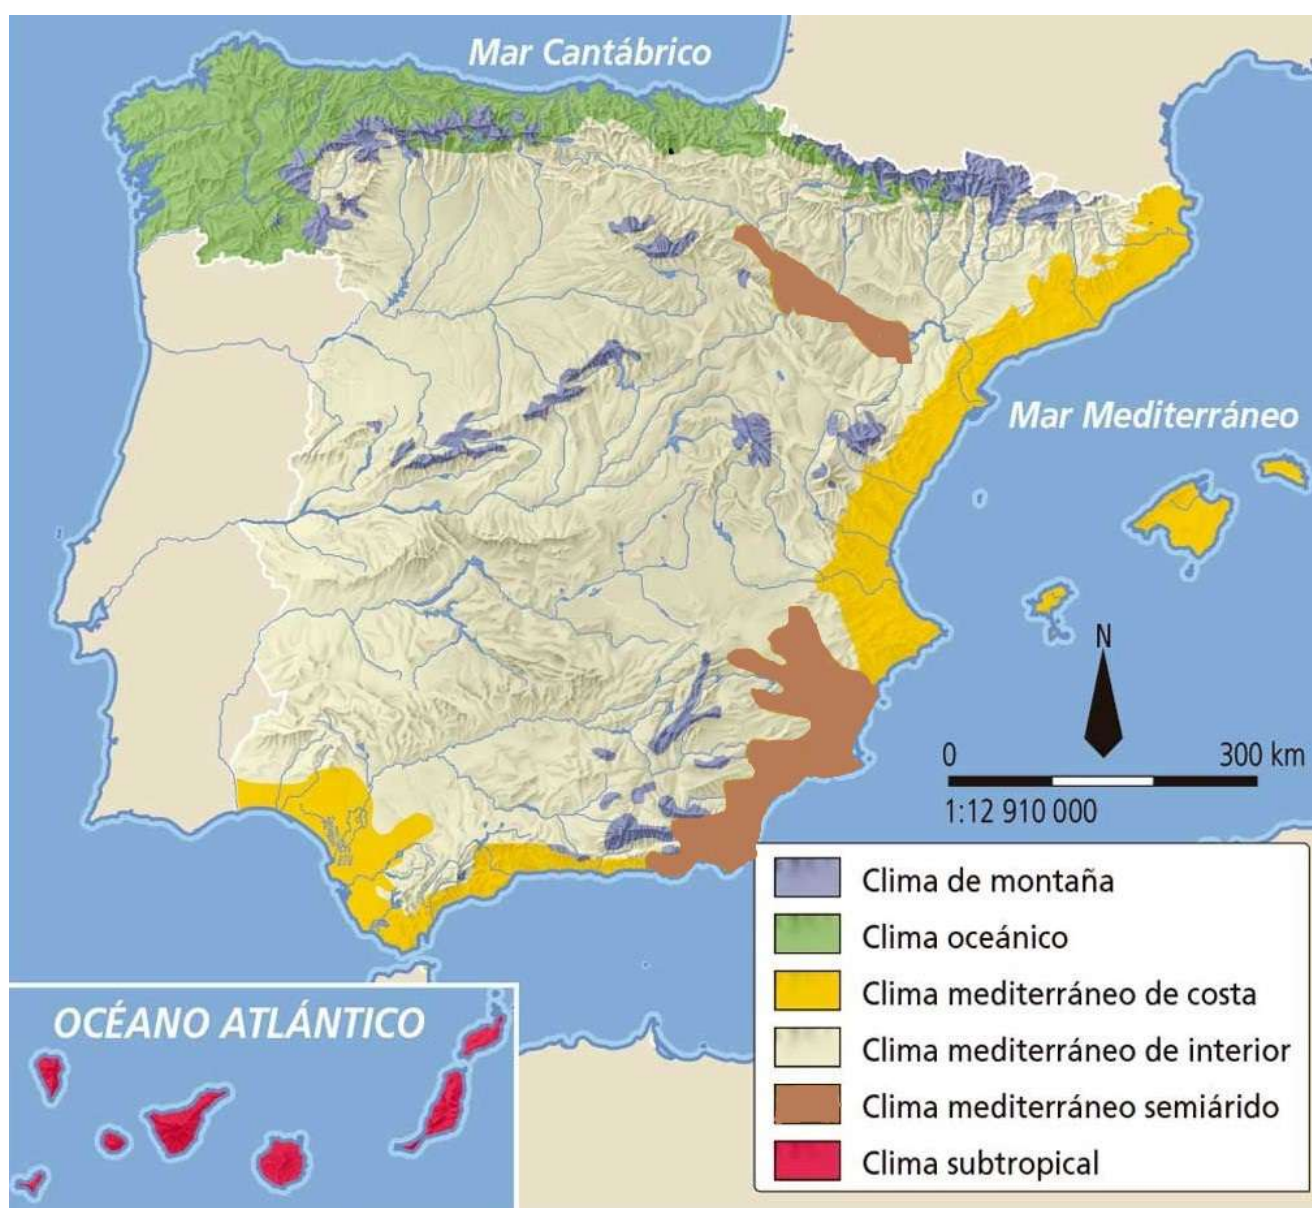 Mar Cantábrico
Mar Mediterráneo
N
0 300 km
1:12 910 000
OCÉANO ATLÁNTICO
Clima de montaña
Clima oceánico
Clima mediterráneo de costa
Clima mediterráneo de interior
Clima mediterráneo semiárido
Clima subtropical